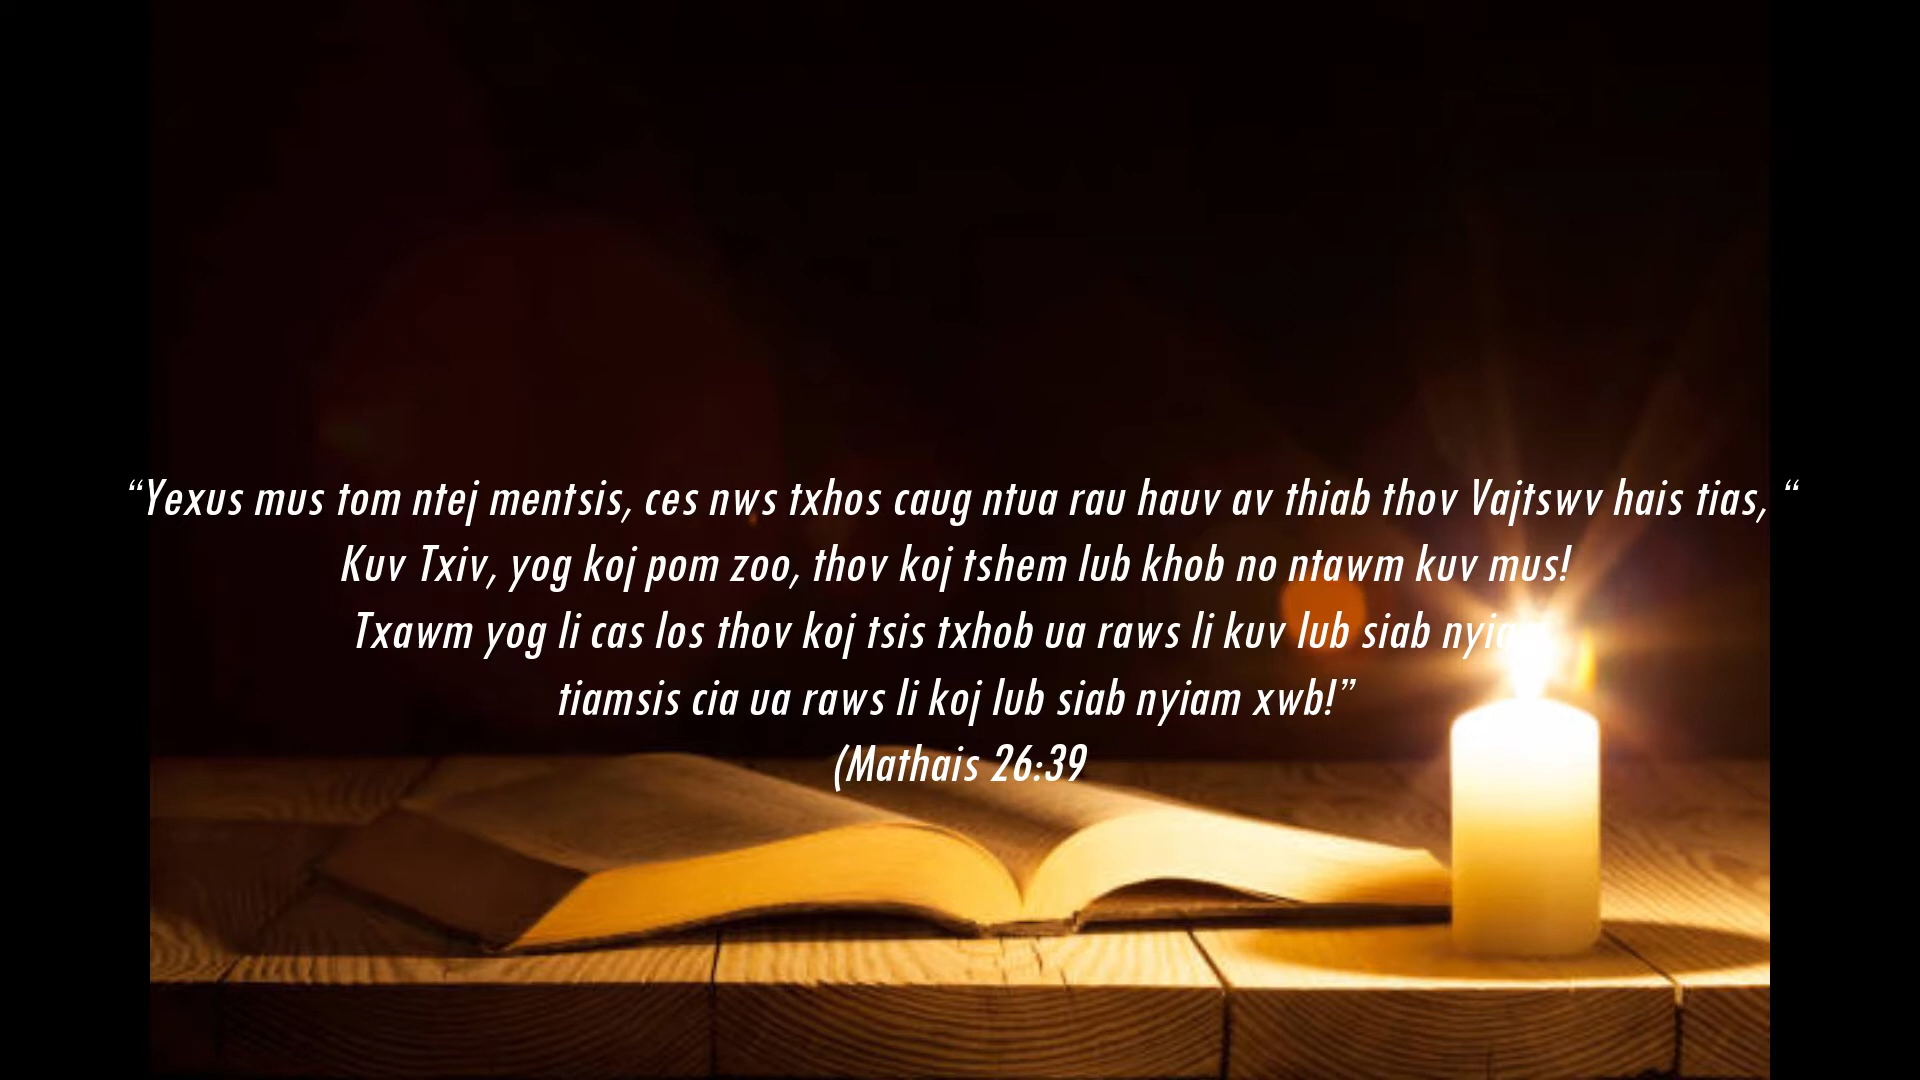 “Yexus mus tom ntej mentsis, ces nws txhos caug ntua rau hauv av thiab thov Vajtswv hais tias, “
Kuv Txiv, yog koj pom zoo, thov koj tshem lub khob no ntawm kuv mus!
Txawm yog li cas los thov koj tsis txhob ua raws li kuv lub siab nyiam
tiamsis cia ua raws li koj lub siab nyiam xwb!”
(Mathais 26:39